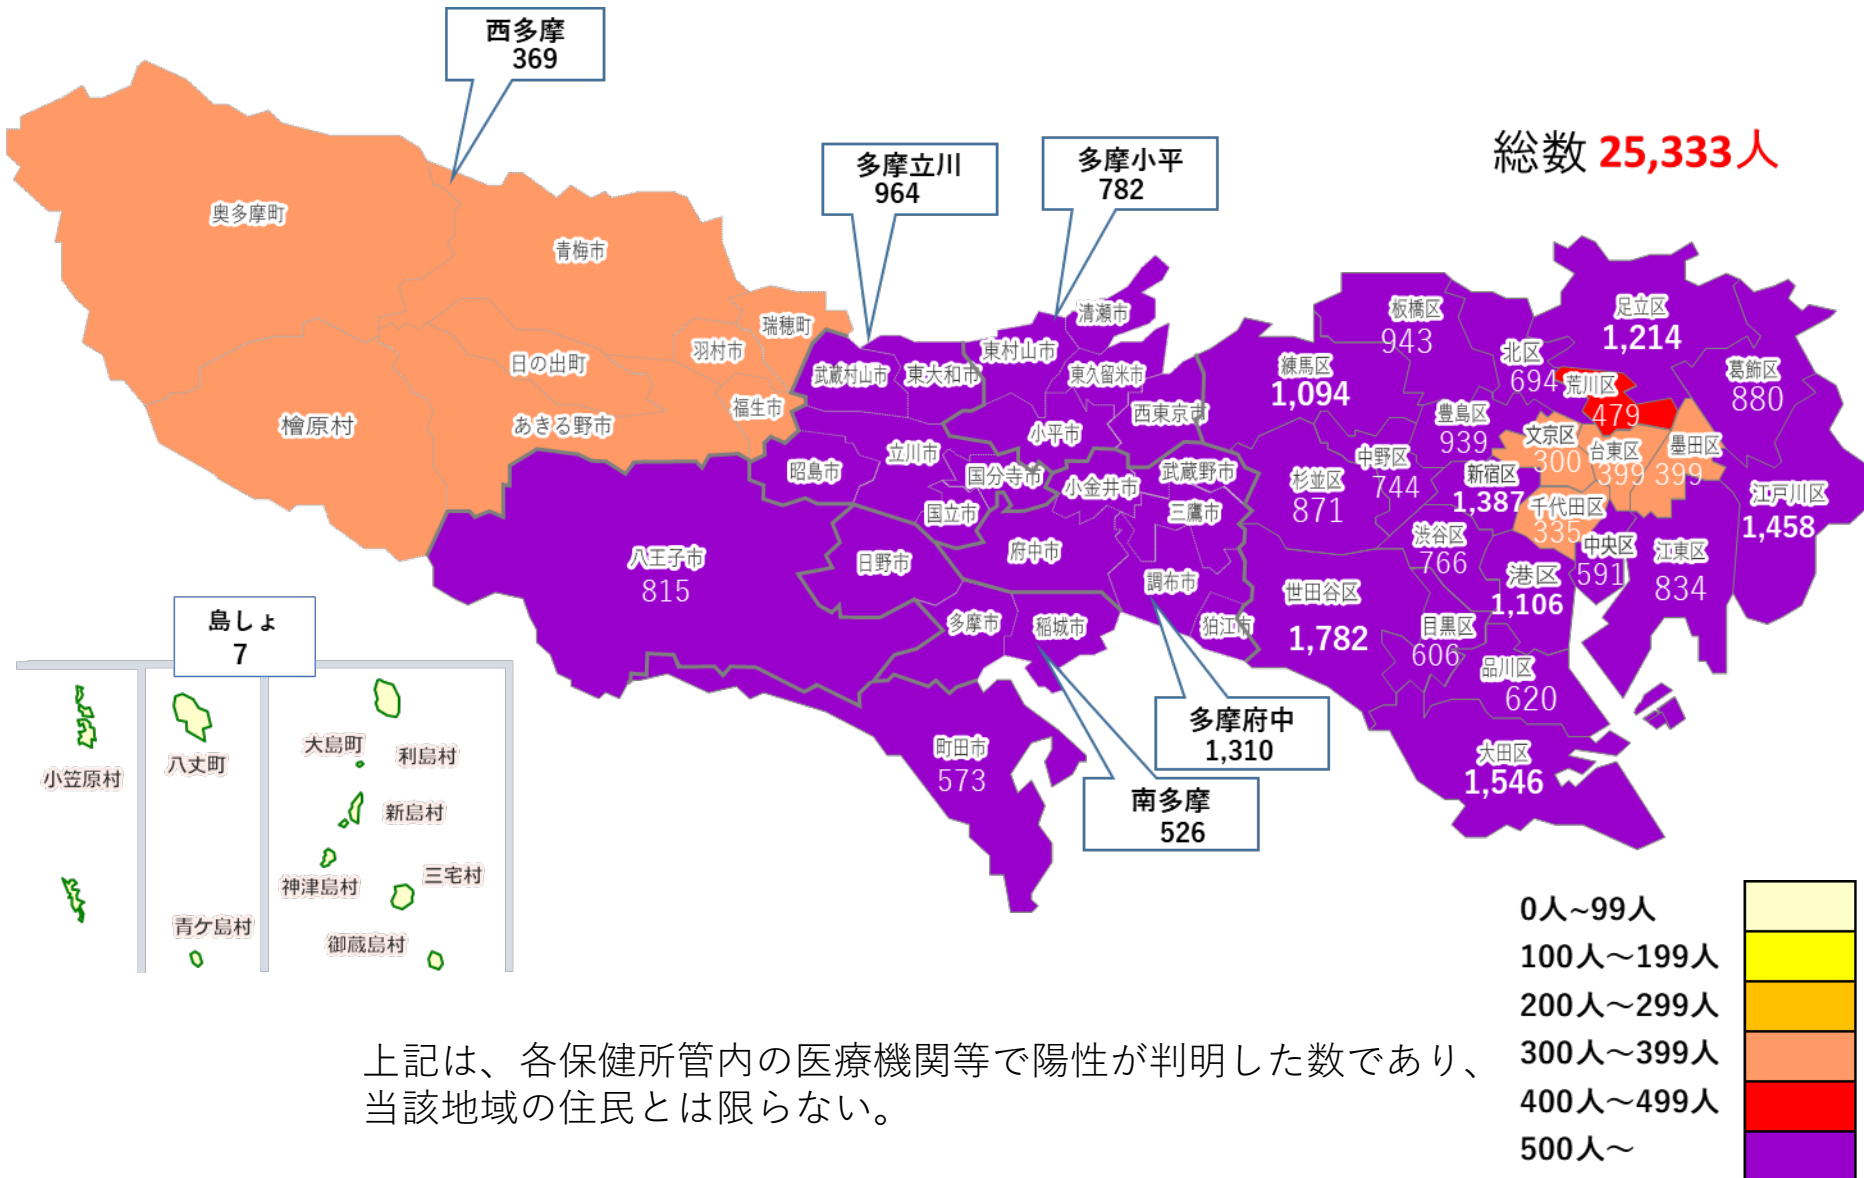 西多摩
369
多摩立川
964
多摩小平
782
総数 25,333人
奥多摩町
青梅市
瑞穂町
羽村市
日の出町
福生市
檜原村
あきる野市
武蔵村山市
東大和市
東村山市
清瀬市
東久留米市
西東京市
小平市
立川市
昭島市
国分寺市
小金井市
武蔵野市
国立市
三鷹市
府中市
日野市
調布市
狛江市
多摩市
稲城市
八王子市
815
町田市
573
多摩府中
1,310
南多摩
526
板橋区
943
練馬区
1,094
北区
694
足立区
1,214
葛飾区
880
荒川区
479
豊島区
939
文京区
300
台東区
399
墨田区
399
中野区
744
杉並区
871
新宿区
1,387
千代田区
335
江戸川区
1,458
渋谷区
766
中央区
591
江東区
834
港区
1,106
世田谷区
1,782
目黒区
606
品川区
620
大田区
1,546
島しょ
7
小笠原村
八丈町
青ケ島村
大島町
利島村
新島村
神津島村
三宅村
御蔵島村
0人~99人
100人～199人
200人～299人
300人～399人
400人～499人
500人～
上記は、各保健所管内の医療機関等で陽性が判明した数であり、
当該地域の住民とは限らない。